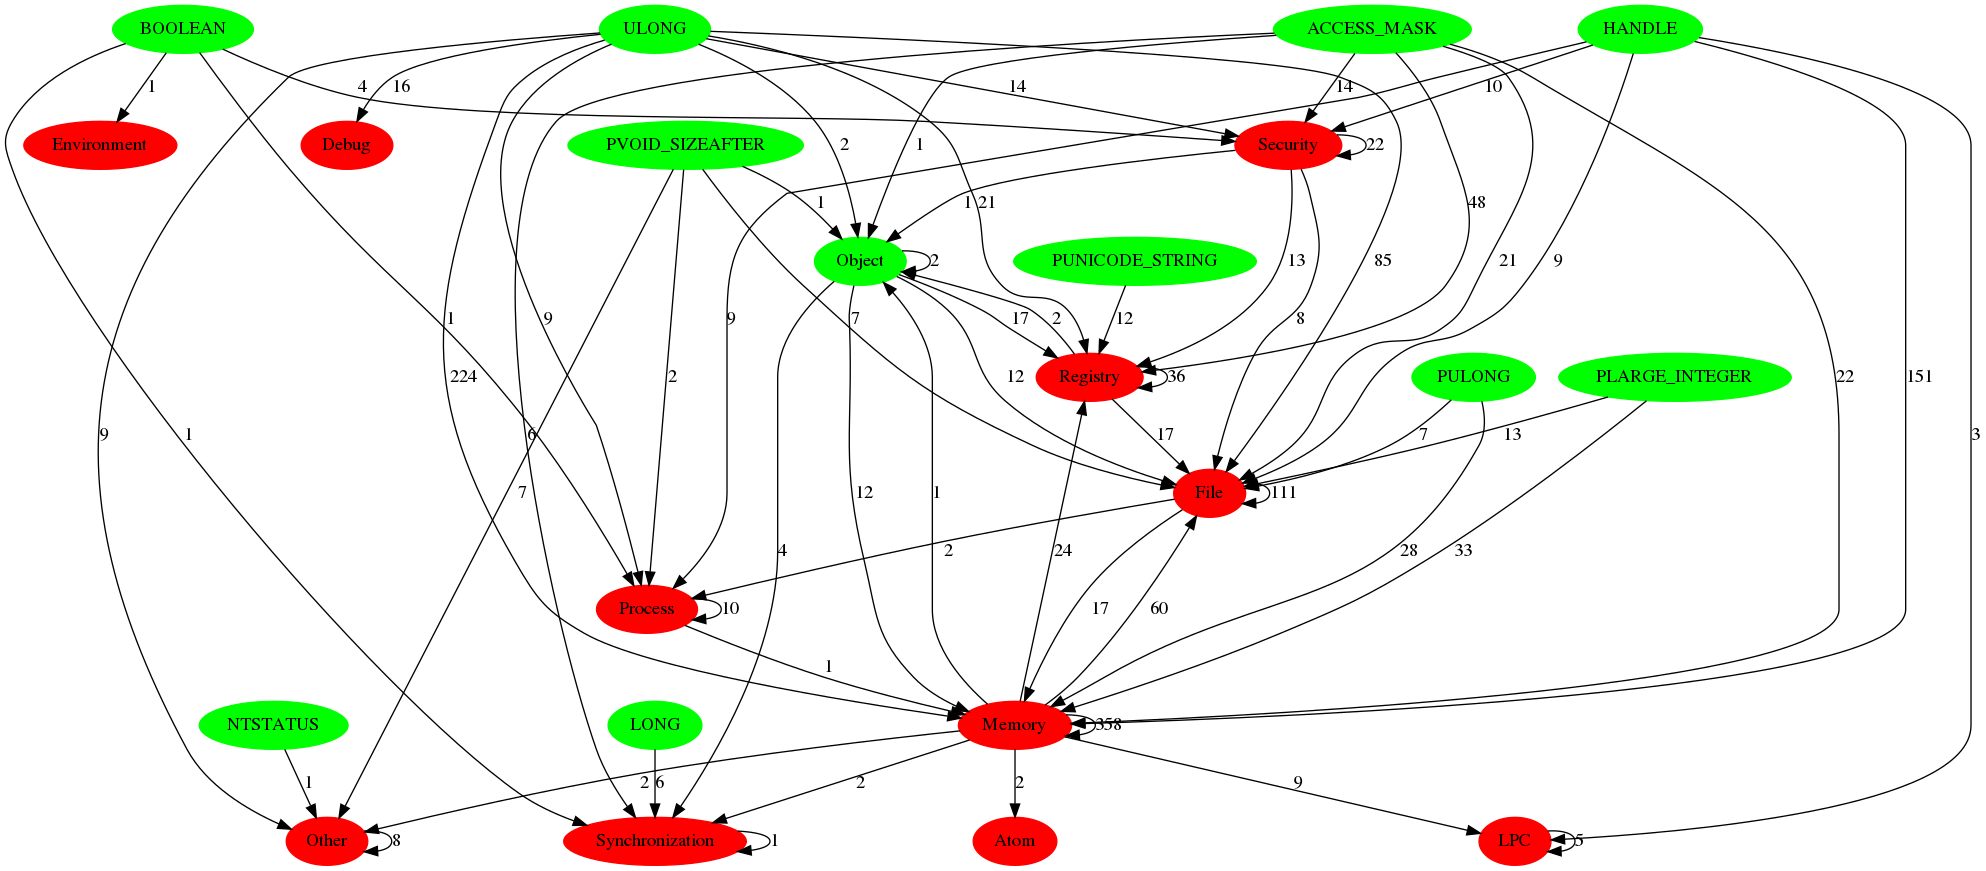 BOOLEAN
ULONG
ACCESS_MASK
HANDLE
1
4
16
14
14
10
Environment
Debug
PVOID_SIZEAFTER
Security
22
2
1
1
1
21
48
Object
2
PUNICODE_STRING
13
85
21
9
1
9
9
7
17
2
12
8
224
2
12
Registry
36
PULONG
PLARGE_INTEGER
22
151
9
1
6
17
7
13
3
7
12
1
File
111
4
2
24
28
33
Process
10
17
60
1
NTSTATUS
LONG
Memory
358
1
2
6
2
2
9
Other
8
Synchronization
1
Atom
LPC
5